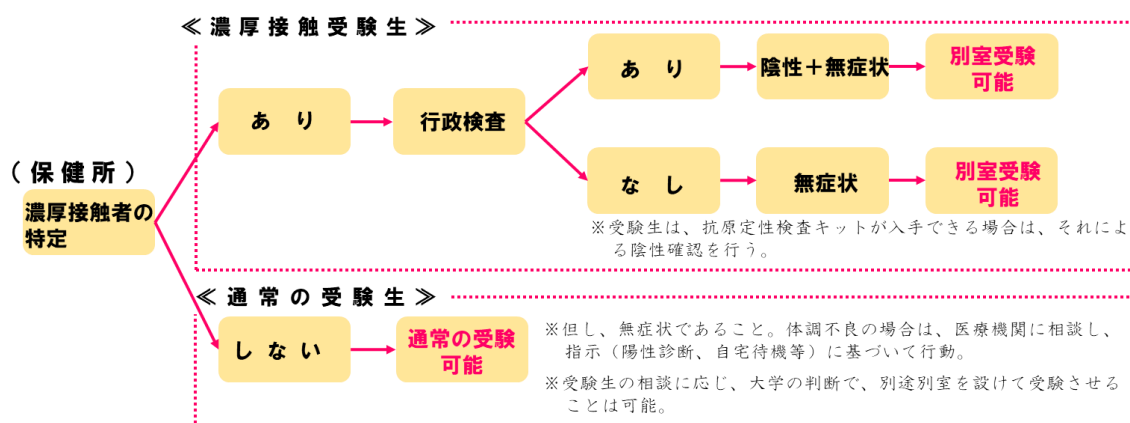 ≪濃厚接触受験生≫
あり
陰性＋無症状
別室受験
可能
あり
行政検査
（保健所）
濃厚接触者の
特定
なし
無症状
別室受験
可能
※受験生は、抗原定性検査キットが入手できる場合は、それによ
る陰性確認を行う。
≪通常の受験生≫
しない
通常の受験
可能
※但し、無症状であること。体調不良の場合は、医療機関に相談し、
指示（陽性診断、自宅待機等）に基づいて行動。
※受験生の相談に応じ、大学の判断で、別途別室を設けて受験させる
ことは可能。